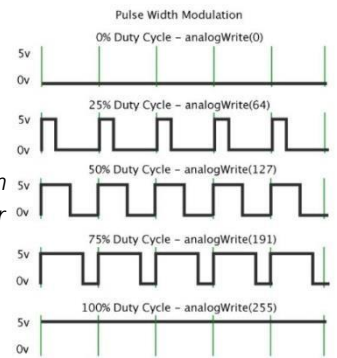 Pulse Width Modulation
0% Duty Cycle – analogWrite(0)
5v
0v
25% Duty Cycle – analogWrite(64)
5v
0v
50% Duty Cycle – analogWrite(127)
5v
0v
75% Duty Cycle – analogWrite(191)
5v
0v
100% Duty Cycle – analogWrite(255)
5v
0v